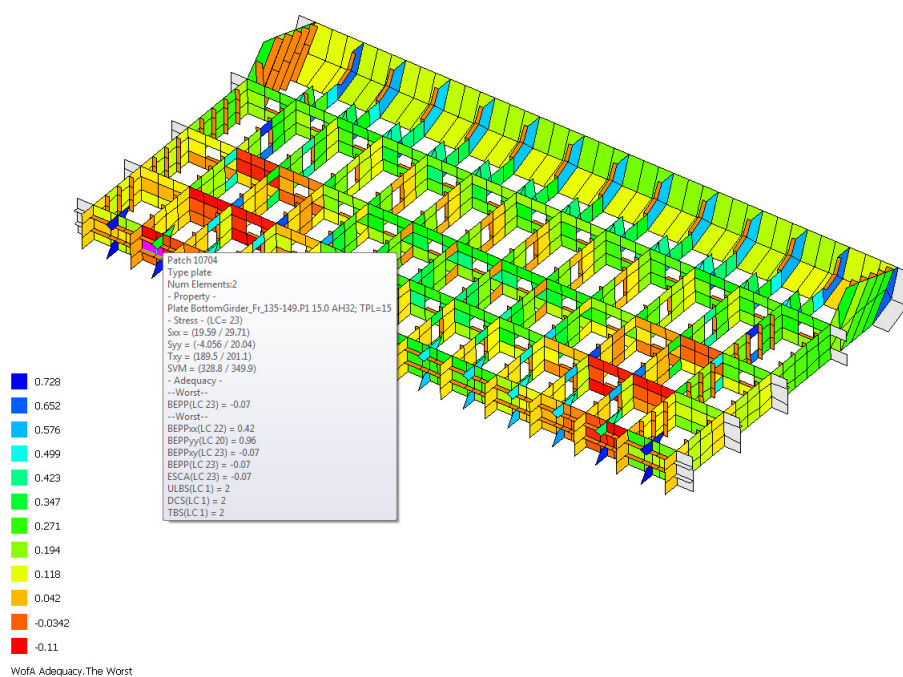 Patch 10704
Type plate
Num Elements:2
- Property -
Plate BottomGirder_Fr_135-149.P1 15.0 AH32; TPL=15
- Stress - (LC= 23)
Sxx = (19.59 / 29.71)
Syy = (-4.056 / 20.04)
Txy = (189.5 / 201.1)
SVM = (328.8 / 349.9)
- Adequacy -
--Worst--
BEPP(LC 23) = -0.07
--Worst--
BEPPxx(LC 22) = 0.42
BEPPyy(LC 20) = 0.96
BEPPxy(LC 23) = -0.07
BEPP(LC 23) = -0.07
ESCA(LC 23) = -0.07
ULBS(LC 1) = 2
DCS(LC 1) = 2
TBS(LC 1) = 2
0.728
0.652
0.576
0.499
0.423
0.347
0.271
0.194
0.118
0.042
-0.0342
-0.11
WofA Adequacy.The Worst